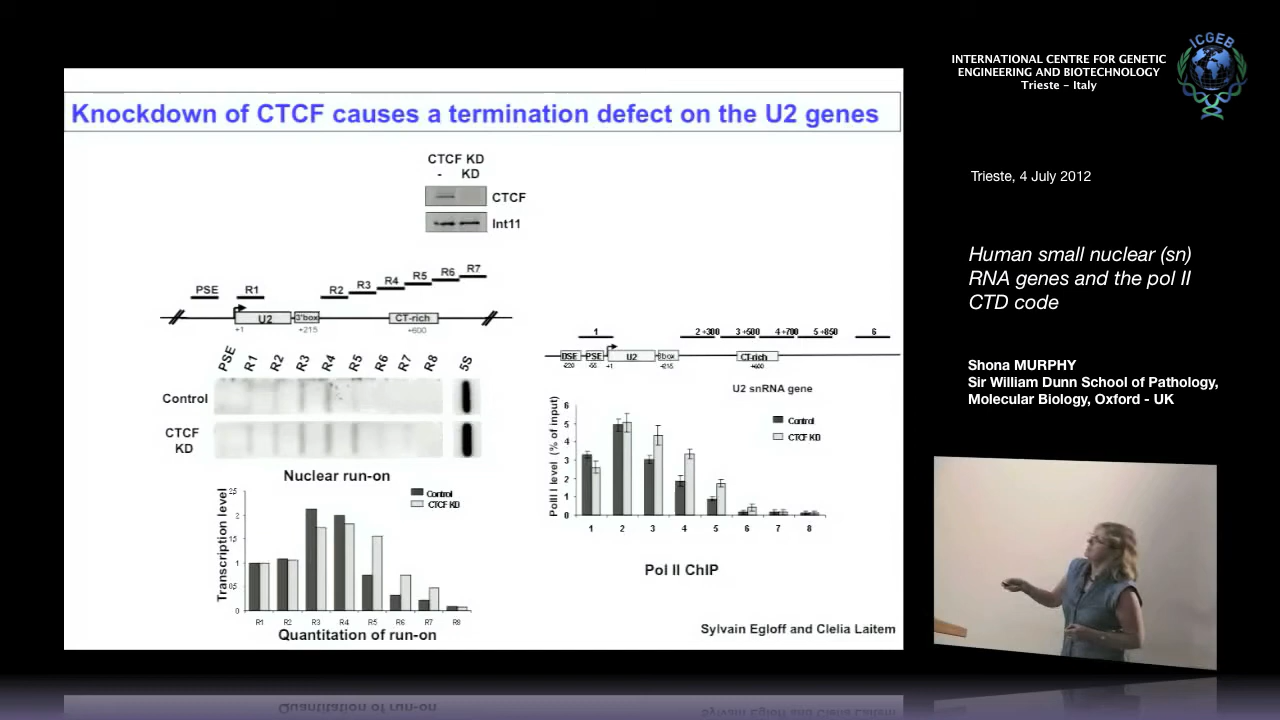 Knockdown of CTCF causes a termination defect on the U2 genes
CTCF KD
- KD
CTCF
Int11
PSE R1 R2 R3 R4 R5 R6 R7
U2 3'box CT-rich
+1 +215 +600
PSE R1 R2 R3 R4 R5 R6 R7 R8 5S
Control
CTCF
KD
Nuclear run-on
Transcription level
2,5
2
1
0
Control
CTCF KD
R1 R2 R3 R4 R5 R6 R7 R8
Quantitation of run-on
1 2 +300 3 +500 4 +700 5 +850 6
DSE PSE U2 CT-rich
-220 -55 +1 +215 +600
U2 snRNA gene
6
5
4
3
2
1
0
Control
CTCF KD
1 2 3 4 5 6 7 8
Pol II ChIP
Sylvain Egloff and Clelia Laitem
INTERNATIONAL CENTRE FOR GENETIC
ENGINEERING AND BIOTECHNOLOGY
Trieste - Italy
ICGEB
Trieste, 4 July 2012
Human small nuclear (sn)
RNA genes and the pol II
CTD code
Shona MURPHY
Sir William Dunn School of Pathology,
Molecular Biology, Oxford - UK